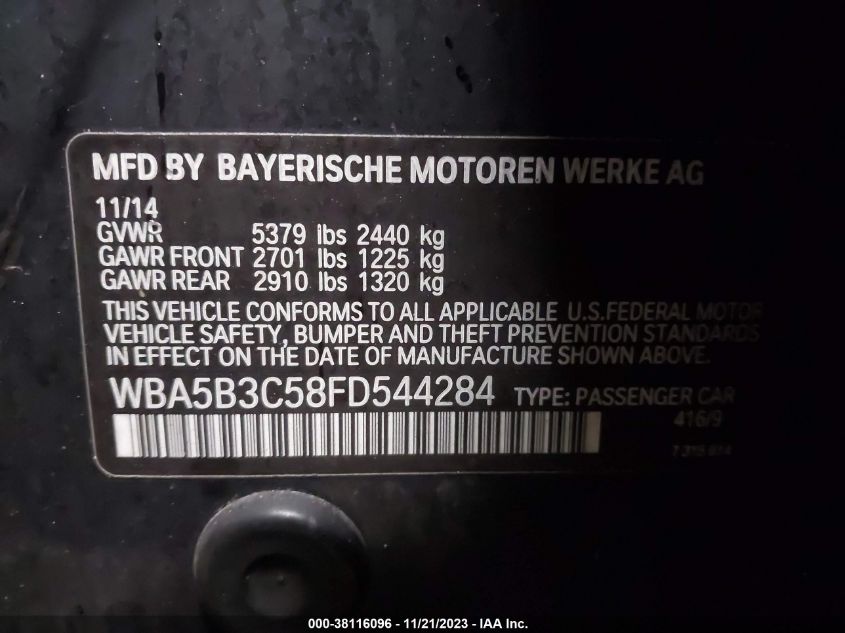 MFD BY BAYERISCHE MOTOREN WERKE AG
11/14
GVWR 5379 lbs 2440 kg
GAWR FRONT 2701 lbs 1225 kg
GAWR REAR 2910 lbs 1320 kg
THIS VEHICLE CONFORMS TO ALL APPLICABLE U.S.FEDERAL MOTOR
VEHICLE SAFETY, BUMPER AND THEFT PREVENTION STANDARDS
IN EFFECT ON THE DATE OF MANUFACTURE SHOWN ABOVE.
WBA5B3C58FD544284 TYPE: PASSENGER CAR
416/9
7 315 814
000-38116096 - 11/21/2023 - IAA Inc.